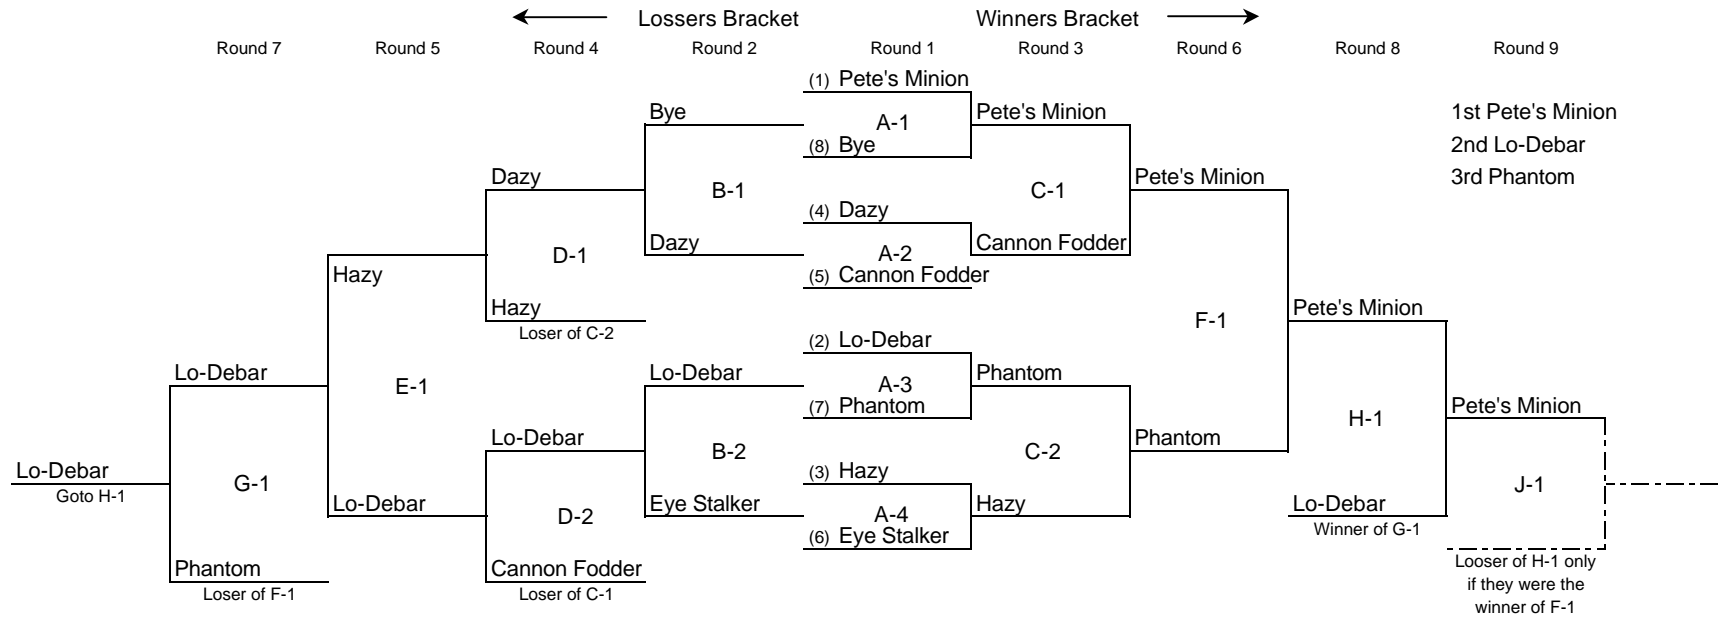 Lossers Bracket Winners Bracket
Round 7 Round 5 Round 4 Round 2 Round 1 Round 3 Round 6 Round 8 Round 9
(1) Pete's Minion
Bye Pete's Minion 1st Pete's Minion
A-1
(8) Bye 2nd Lo-Debar
Dazy Pete's Minion 3rd Phantom
B-1 C-1
(4) Dazy
Dazy Cannon Fodder
D-1 A-2
Hazy (5) Cannon Fodder
Hazy Pete's Minion
Loser of C-2 F-1
(2) Lo-Debar
Lo-Debar Lo-Debar Phantom
E-1 A-3
(7) Phantom Pete's Minion
H-1
Lo-Debar Phantom
B-2 C-2
Lo-Debar (3) Hazy
Goto H-1 G-1 J-1
Lo-Debar Eye Stalker Hazy Lo-Debar
D-2 A-4 Winner of G-1
(6) Eye Stalker
Phantom Cannon Fodder Looser of H-1 only
Loser of F-1 Loser of C-1 if they were the
winner of F-1